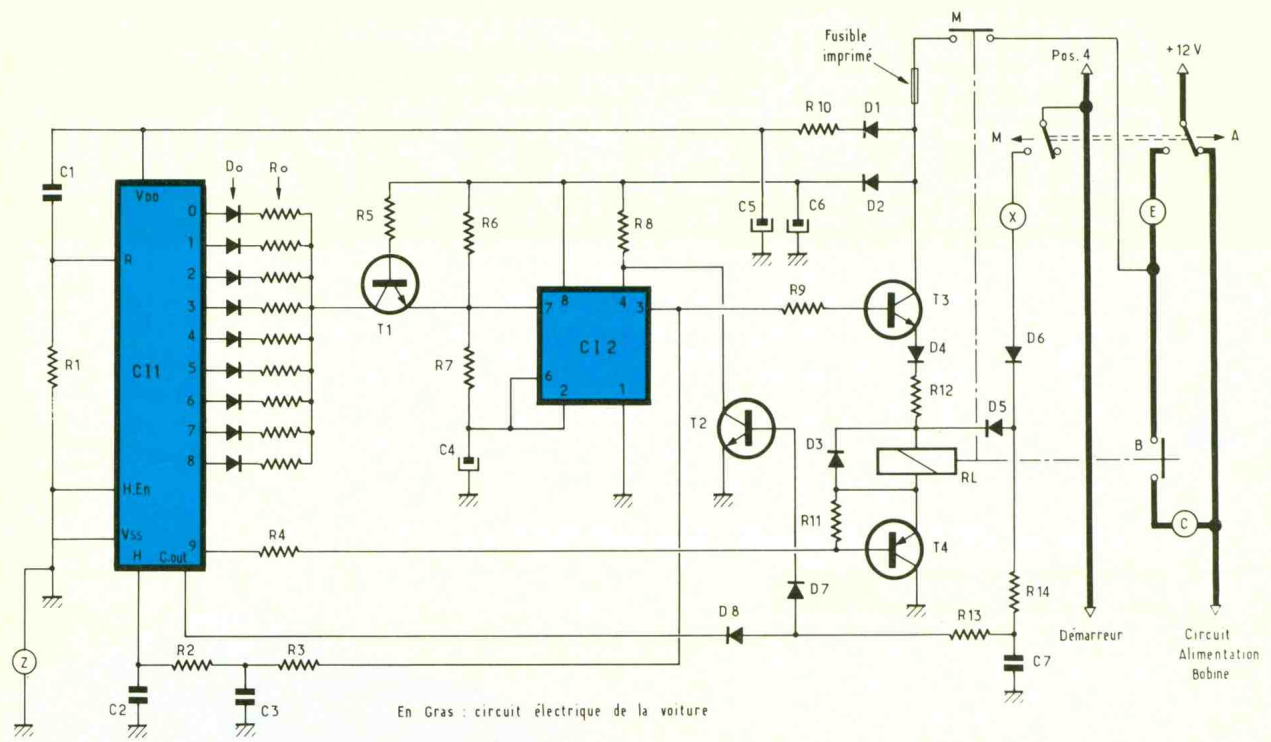 M
Fusible
imprimé
Pos. 4
+12 V
R10
D1
M
A
C1
Do
Ro
VDD
0
R5
R6
R8
C5
C6
D2
X
E
1
R
2
3
T1
7
8
4
3
R9
T3
R1
CI1
4
R7
CI2
D4
D6
5
6
R12
6
2
1
T2
D5
7
D3
B
8
C4
RL
H.En
R11
C
Vss
9
R4
T4
H
C.out
D7
R14
D8
R13
Z
R2
R3
C7
Démarreur
Circuit
Alimentation
Bobine
C2
C3
En Gras : circuit électrique de la voiture